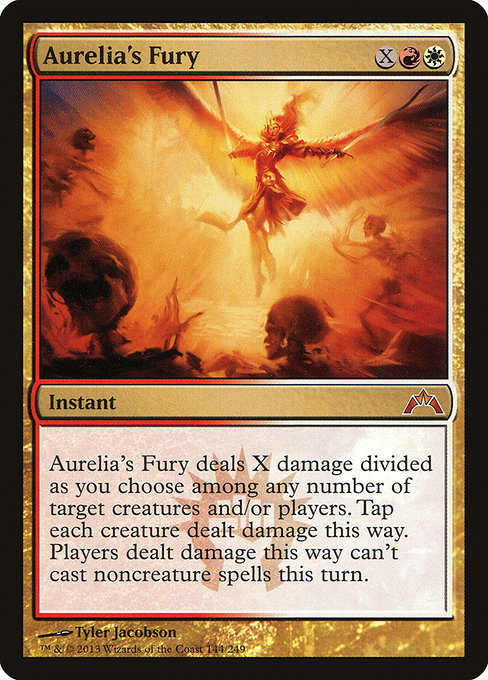 Aurelia's Fury X
Instant
Aurelia's Fury deals X damage divided
as you choose among any number of
target creatures and/or players. Tap
each creature dealt damage this way.
Players dealt damage this way can't
cast noncreature spells this turn.
Tyler Jacobson
™ & © 2013 Wizards of the Coast 144/249